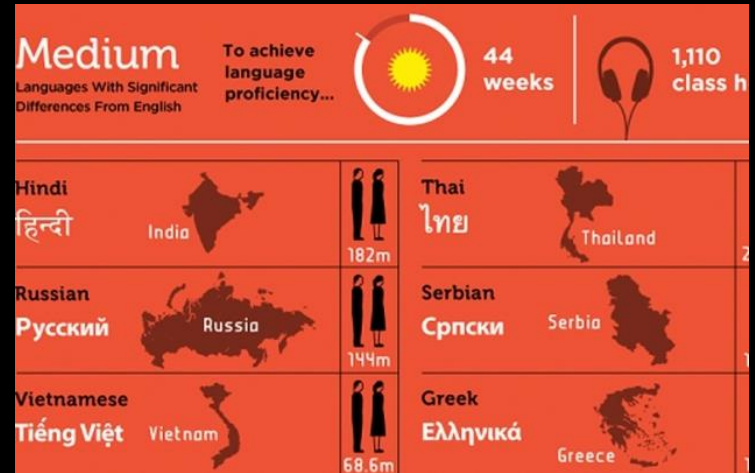 Medium
Languages With Significant
Differences From English
To achieve
language
proficiency...
44
weeks
1,110
class h
Hindi
हिन्दी
India
182m
Thai
ไทย
Thailand
Russian
Русский
Russia
144m
Serbian
Српски
Serbia
Vietnamese
Tiếng Việt
Vietnam
68.6m
Greek
Ελληνικά
Greece